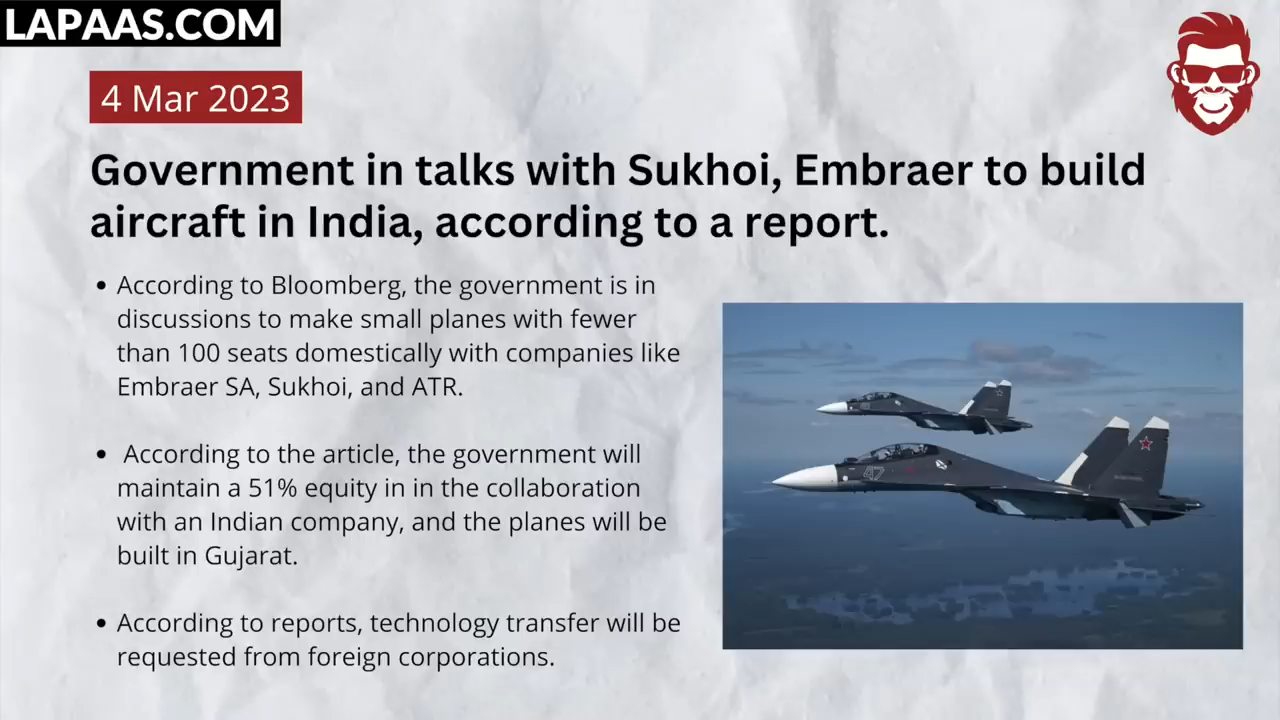 LAPAAS.COM
4 Mar 2023
Government in talks with Sukhoi, Embraer to build
aircraft in India, according to a report.
According to Bloomberg, the government is in
discussions to make small planes with fewer
than 100 seats domestically with companies like
Embraer SA, Sukhoi, and ATR.
According to the article, the government will
maintain a 51% equity in in the collaboration
with an Indian company, and the planes will be
built in Gujarat.
According to reports, technology transfer will be
requested from foreign corporations.
47